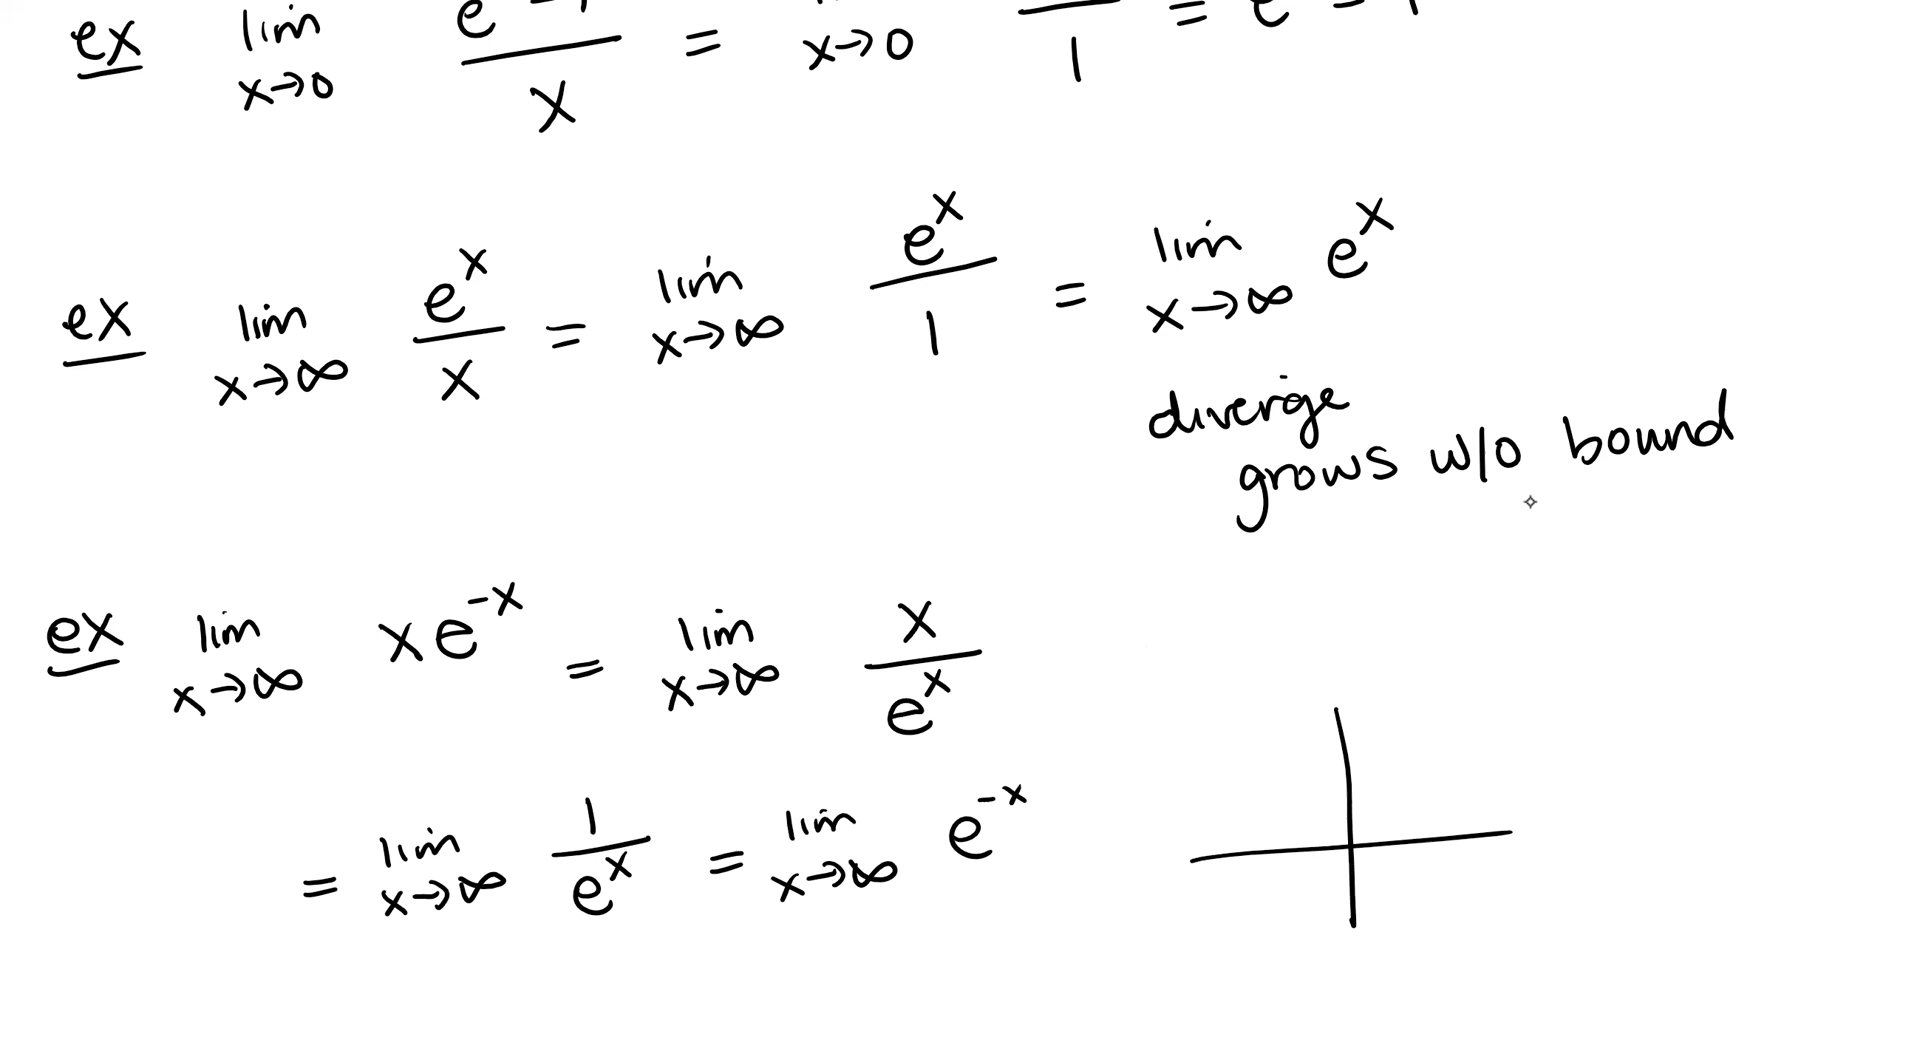 ex lim x→0 e -1 / x = x→0 / 1 = e = 1
ex lim x→∞ e^x / x = lim x→∞ e^x / 1 = lim x→∞ e^x
diverge
grows w/o bound
ex lim x→∞ xe^-x = lim x→∞ x / e^x
= lim x→∞ 1 / e^x = lim x→∞ e^-x